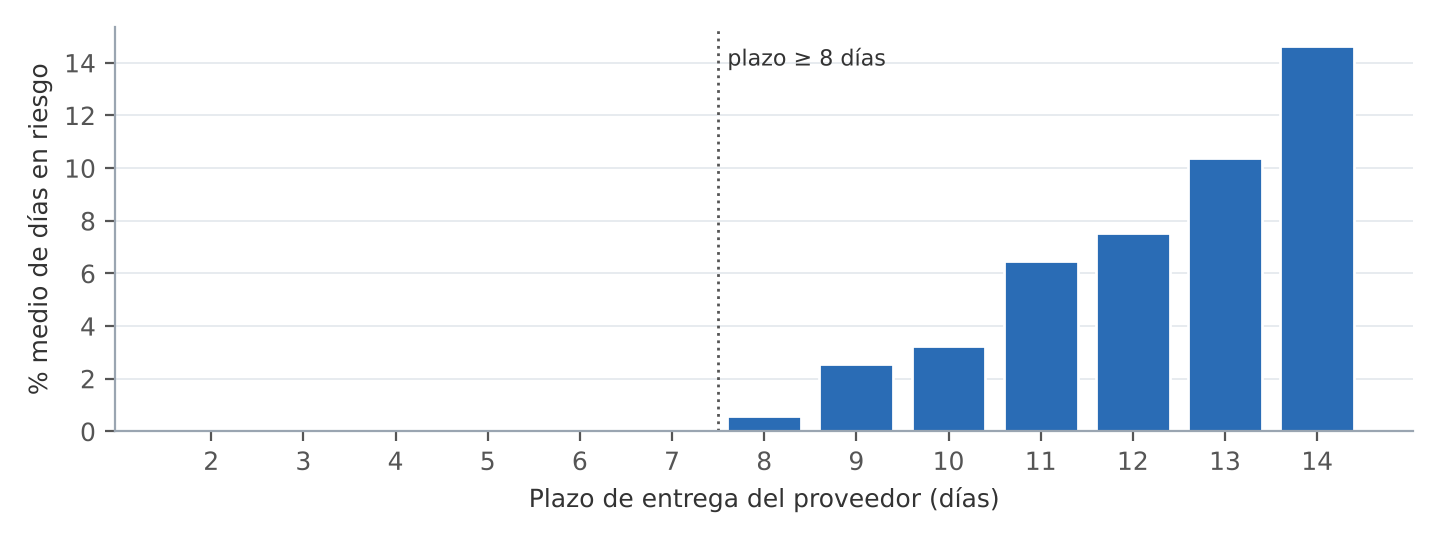 % medio de días en riesgo
14
12
10
8
6
4
2
0
plazo ≥ 8 días
2 3 4 5 6 7 8 9 10 11 12 13 14
Plazo de entrega del proveedor (días)